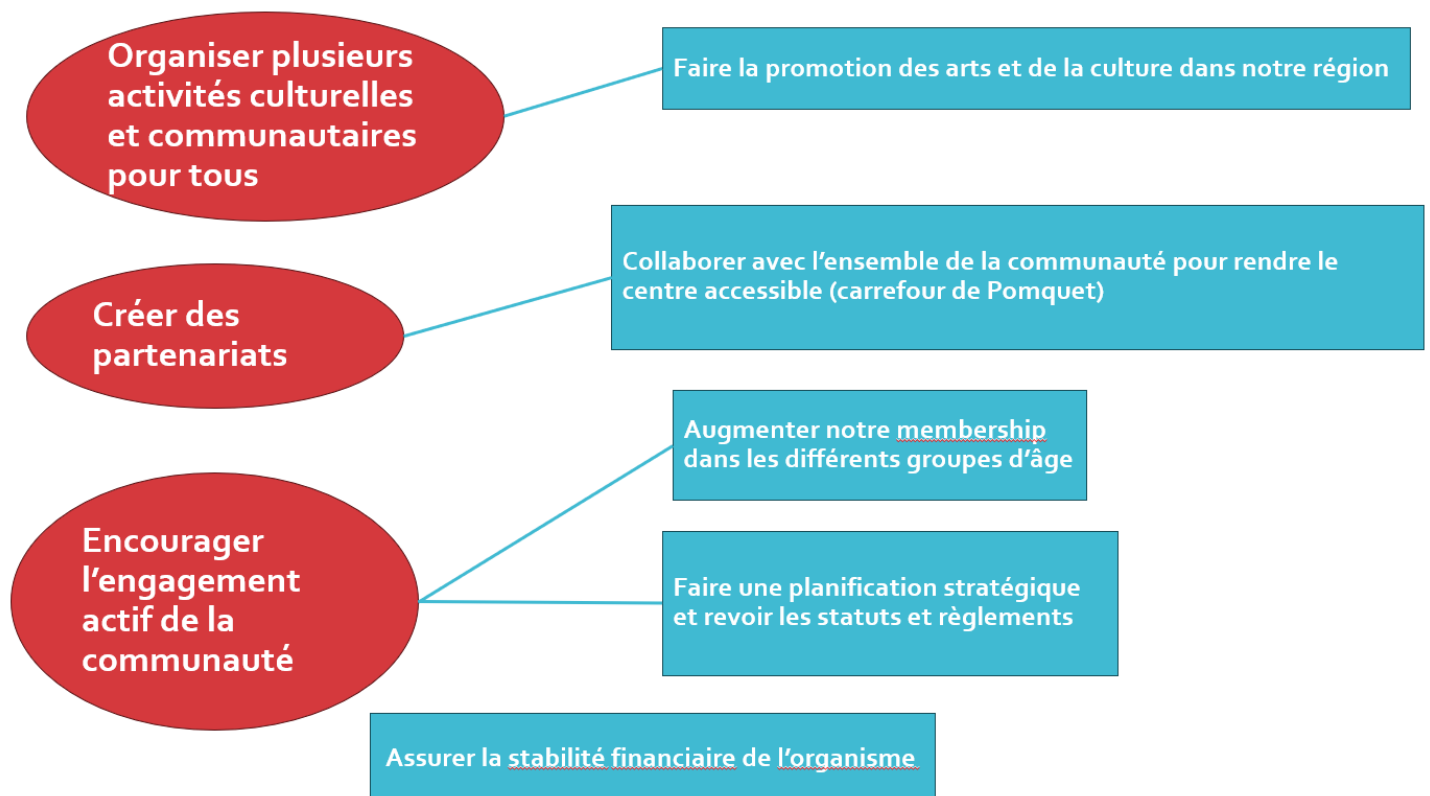 Organiser plusieurs
activités culturelles
et communautaires
pour tous
Faire la promotion des arts et de la culture dans notre région
Créer des
partenariats
Collaborer avec l’ensemble de la communauté pour rendre le
centre accessible (carrefour de Pomquet)
Encourager
l’engagement
actif de la
communauté
Augmenter notre membership
dans les différents groupes d’âge
Faire une planification stratégique
et revoir les statuts et règlements
Assurer la stabilité financiaire de l’organisme